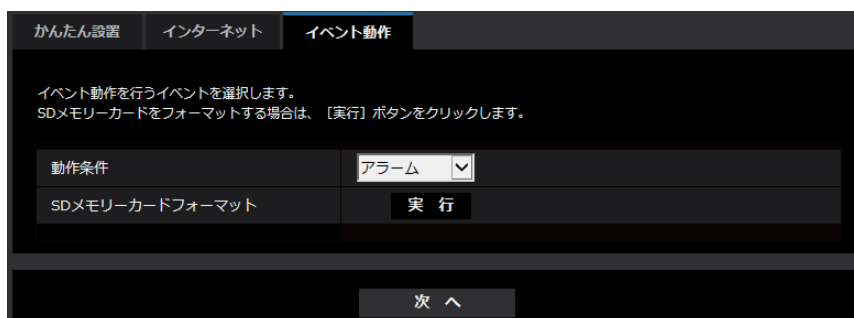 かんたん設置 インターネット イベント動作
イベント動作を行うイベントを選択します。
SDメモリーカードをフォーマットする場合は、［実行］ボタンをクリックします。
動作条件 アラーム
SDメモリーカードフォーマット 実 行
次 へ